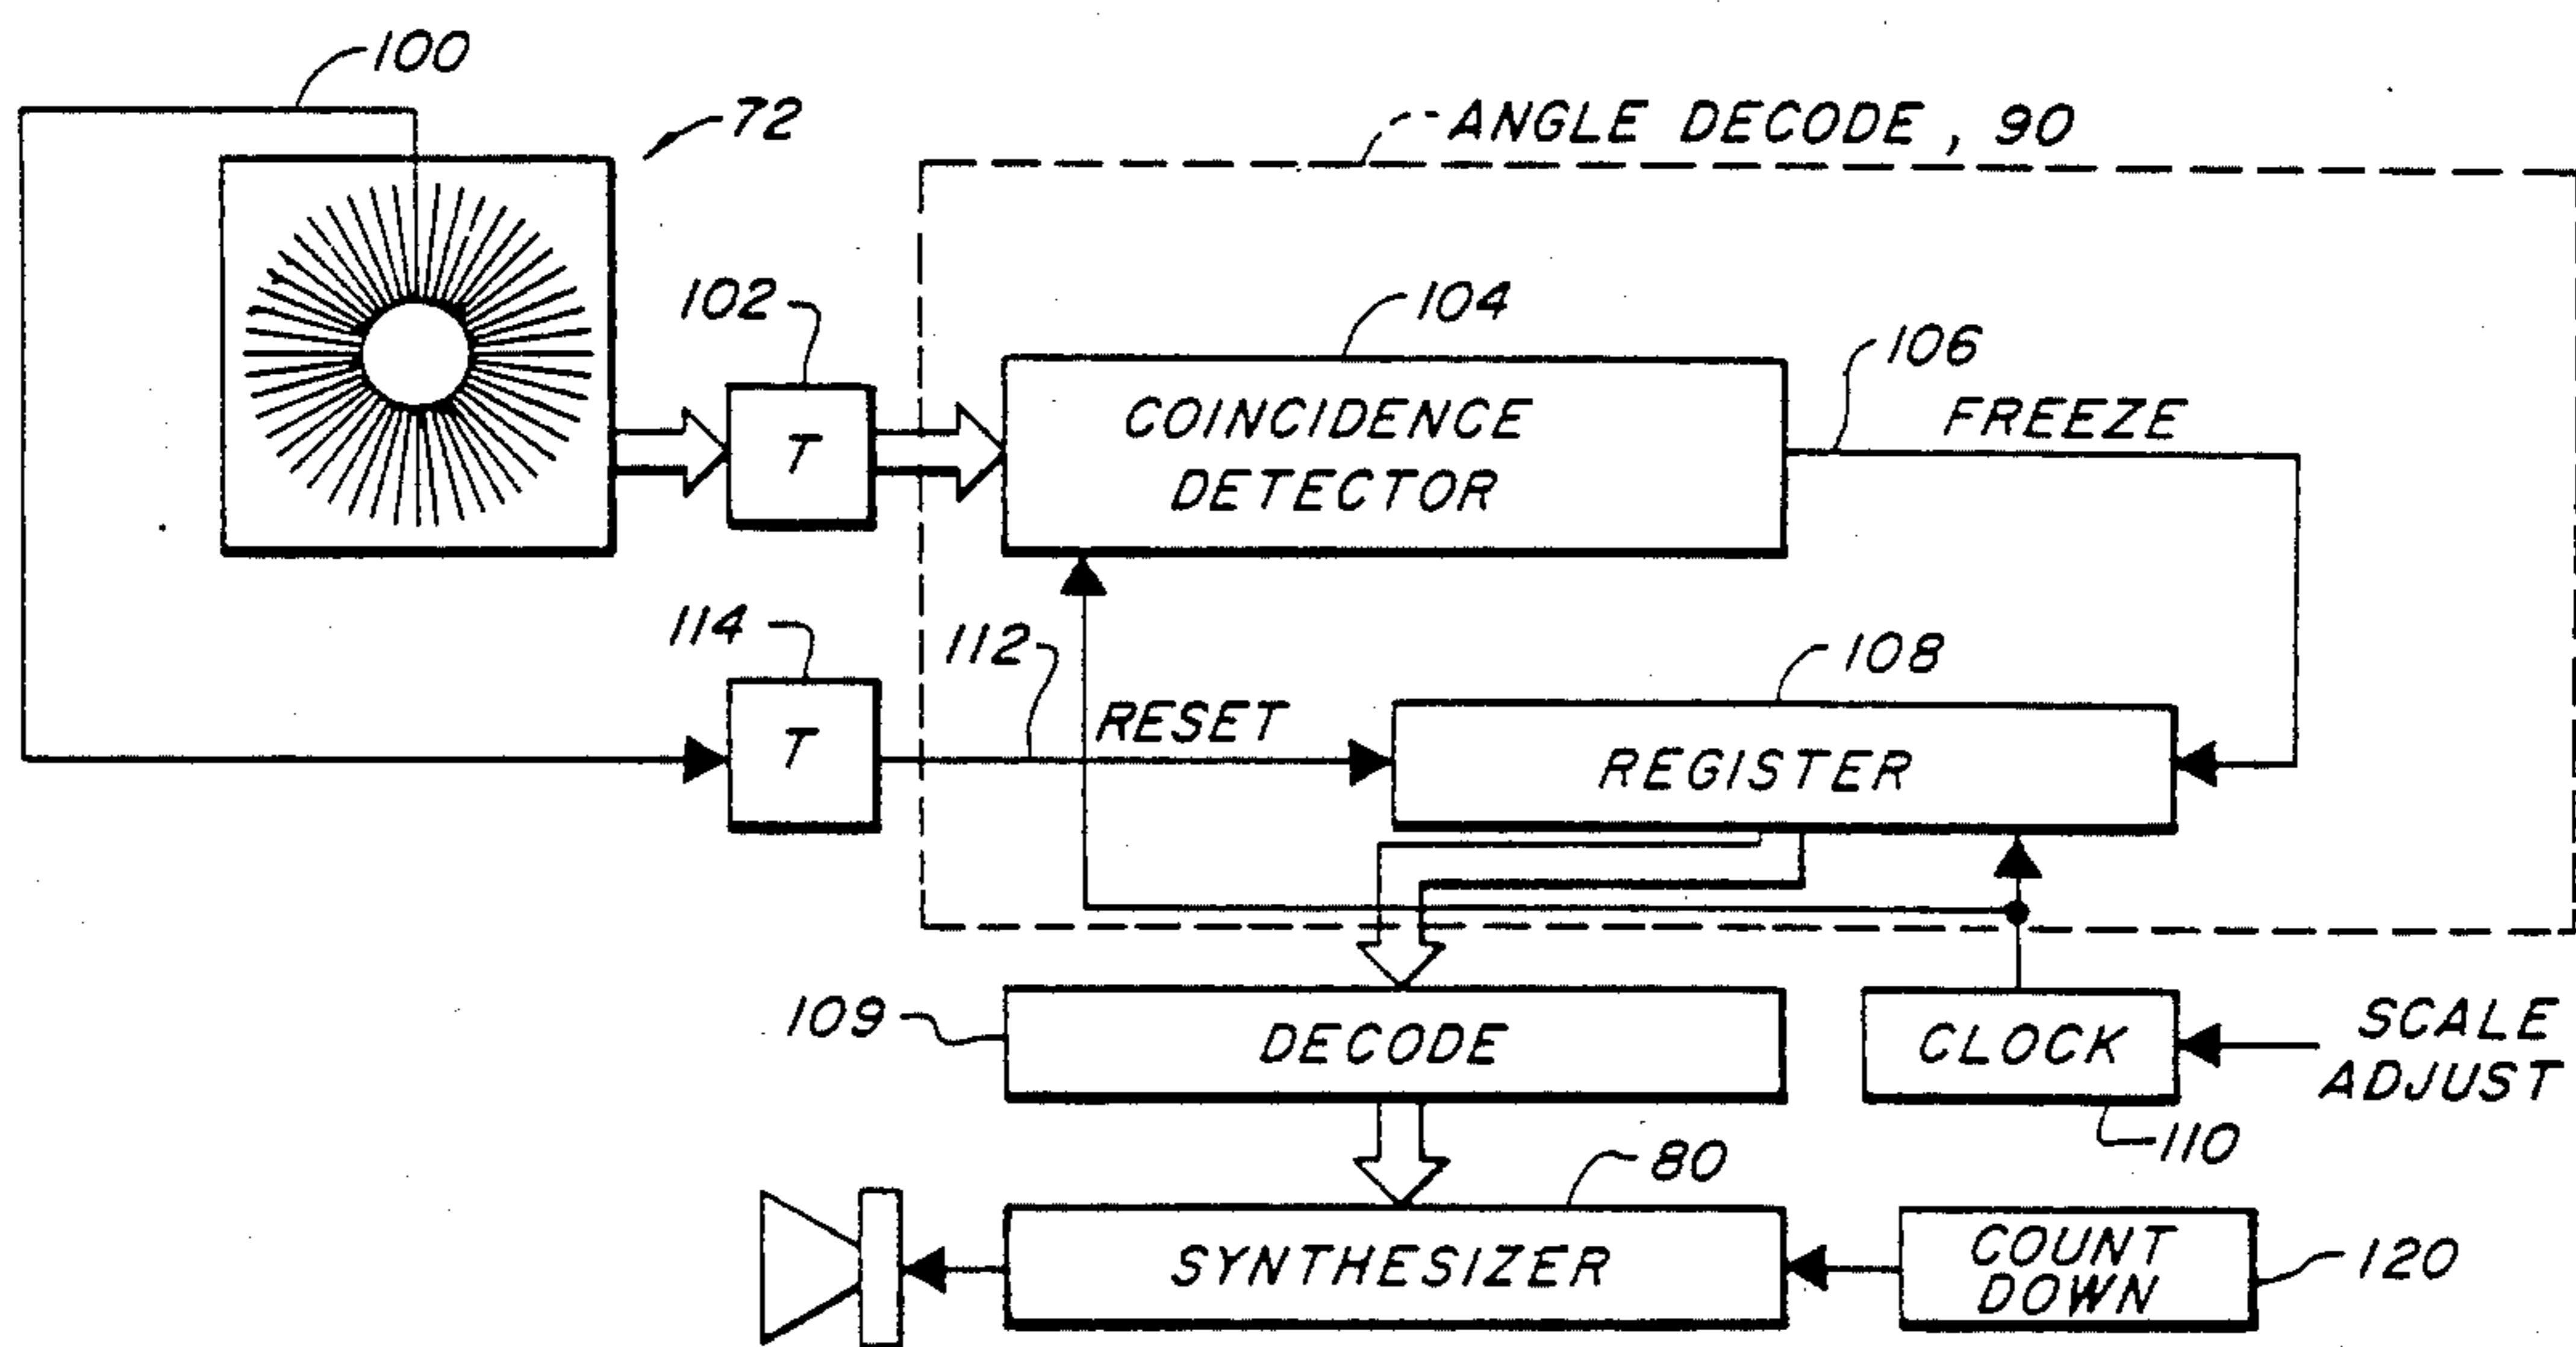 100
72
ANGLE DECODE, 90
102
104
106
T
COINCIDENCE
DETECTOR
FREEZE
114
112
108
T
RESET
REGISTER
109
DECODE
CLOCK
SCALE
ADJUST
110
80
SYNTHESIZER
COUNT
DOWN
120